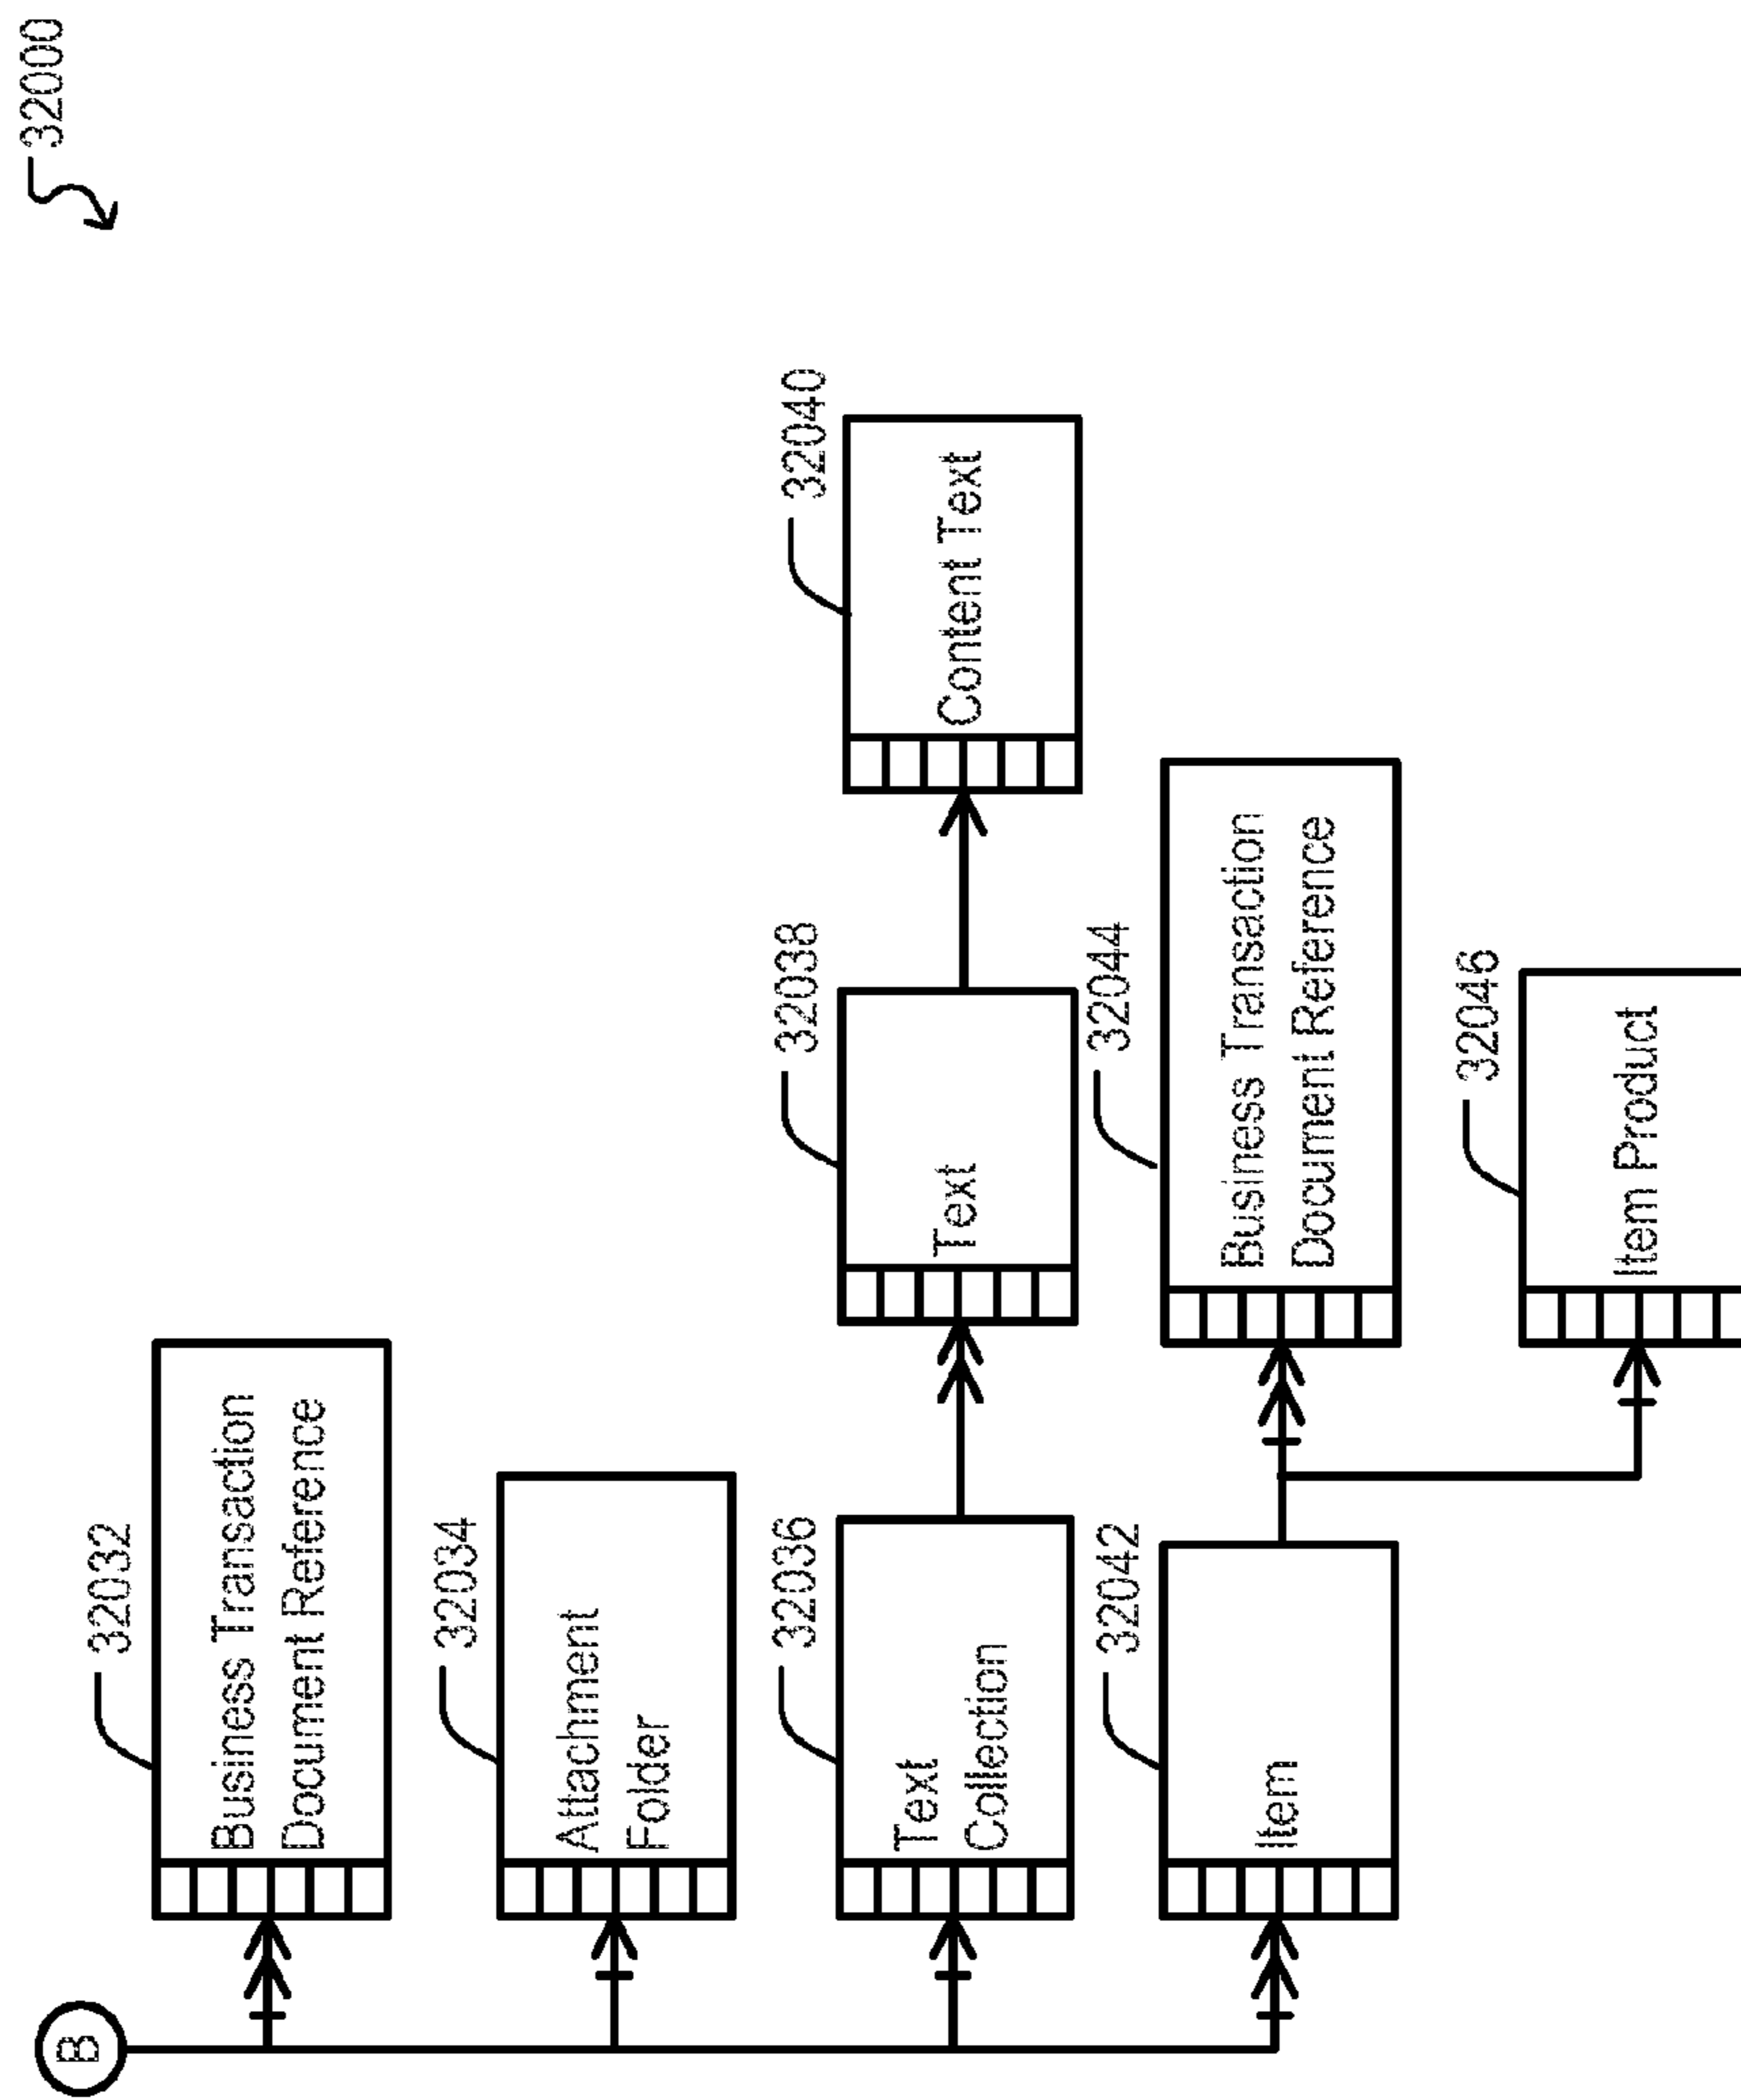 32000
B
32032
Business Transaction
Document Reference
32034
Attachment
Folder
32036
Text
Collection
32038
Text
32040
Content Text
32042
Item
32044
Business Transaction
Document Reference
32046
Item Product